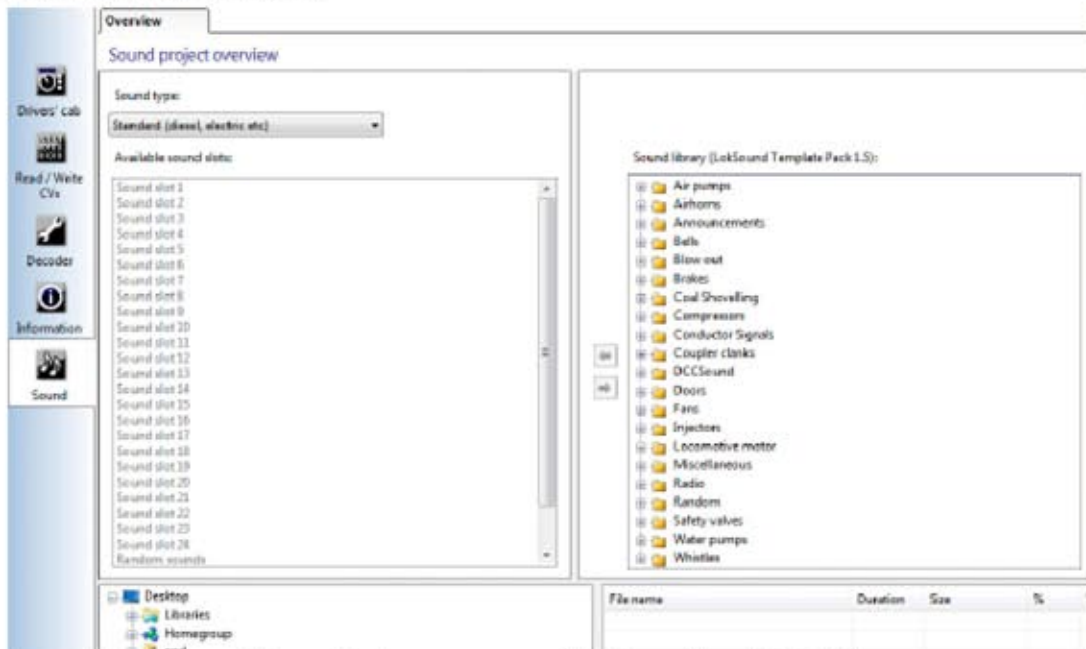 Overview
Sound project overview
Drivers' cab
Read / Write
CVs
Decoder
Information
Sound
Sound type:
Standard (diesel, electric etc)
Available sound slots:
Sound slot 1
Sound slot 2
Sound slot 3
Sound slot 4
Sound slot 5
Sound slot 6
Sound slot 7
Sound slot 8
Sound slot 9
Sound slot 10
Sound slot 11
Sound slot 12
Sound slot 13
Sound slot 14
Sound slot 15
Sound slot 16
Sound slot 17
Sound slot 18
Sound slot 19
Sound slot 20
Sound slot 21
Sound slot 22
Sound slot 23
Sound slot 24
Random sounds
Sound library (LokSound Template Pack 1.5):
Air pumps
Airhorns
Announcements
Bells
Blow out
Brakes
Coal Shovelling
Compressors
Conductor Signals
Coupler clanks
DCCSound
Doors
Fans
Injectors
Locomotive motor
Miscellaneous
Radio
Random
Safety valves
Water pumps
Whistles
Desktop
Libraries
Homegroup
File name Duration Size %